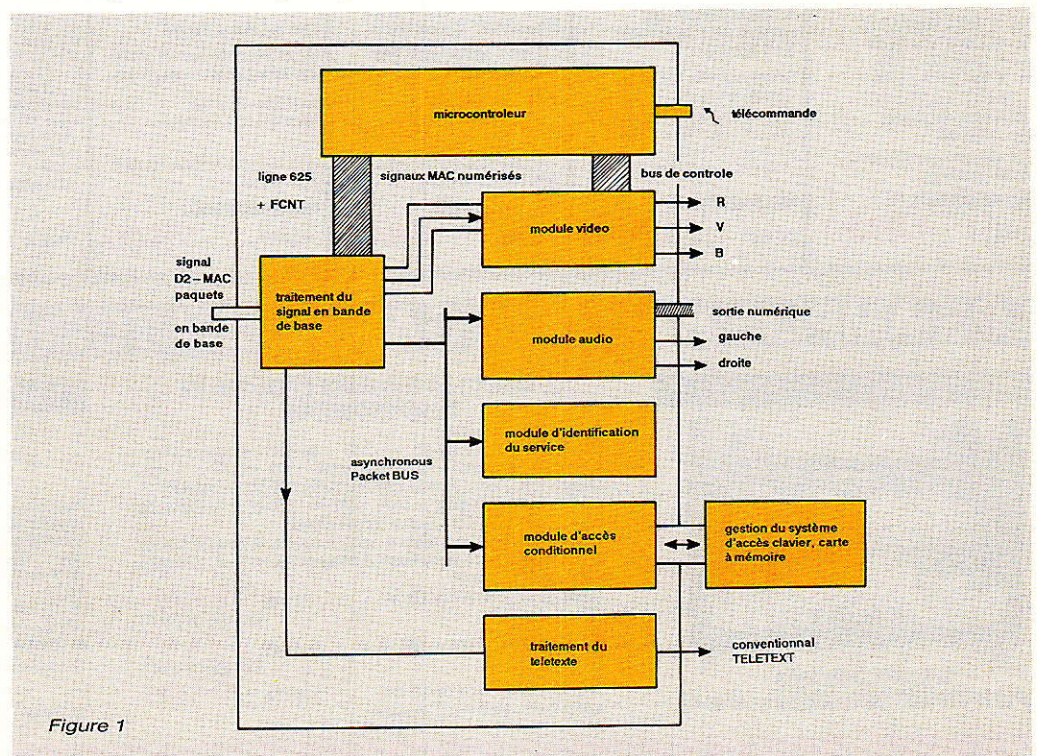 microcontroleur
télécommande
ligne 625
+ FCNT
signaux MAC numérisés
bus de controle
signal
D2-MAC
paquets
en bande
de base
traitement du
signal en bande
de base
module video
R
V
B
module audio
sortie numérique
gauche
droite
module d'identification
du service
asynchronous
Packet BUS
module d'accès
conditionnel
gestion du système
d'accès clavier, carte
à mémoire
traitement du
teletexte
conventionnal
TELETEXT
Figure 1